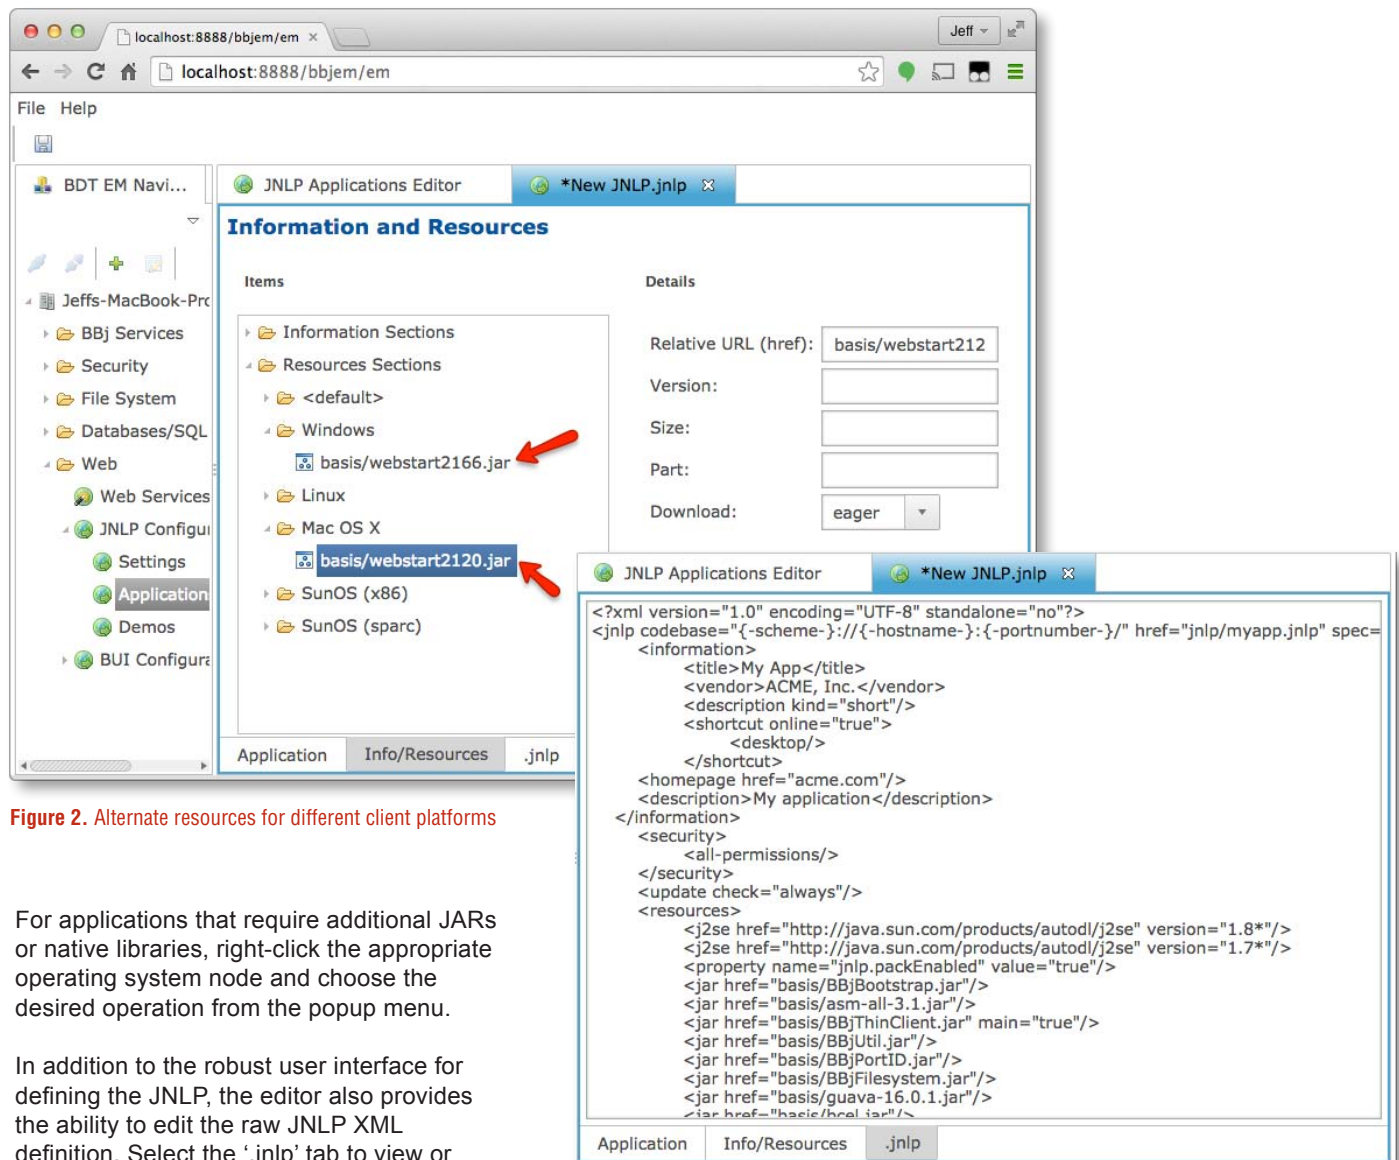 localhost:8888/bbjem/em ×
Jeff
localhost:8888/bbjem/em
File Help
BDT EM Navi...
JNLP Applications Editor
*New JNLP.jnlp
Information and Resources
Items
Details
Jeffs-MacBook-Pro
BBj Services
Security
File System
Databases/SQL
Web
Web Services
JNLP Configur
Settings
Application
Demos
BUI Configura
Information Sections
Resources Sections
<default>
Windows
basis/webstart2166.jar
Linux
Mac OS X
basis/webstart2120.jar
SunOS (x86)
SunOS (sparc)
Relative URL (href): basis/webstart212
Version:
Size:
Part:
Download: eager
Application Info/Resources .jnlp
JNLP Applications Editor
*New JNLP.jnlp
<?xml version="1.0" encoding="UTF-8" standalone="no"?>
<jnlp codebase="{-scheme-}://{-hostname-}:{-portnumber-}/" href="jnlp/myapp.jnlp" spec=
<information>
<title>My App</title>
<vendor>ACME, Inc.</vendor>
<description kind="short"/>
<shortcut online="true">
<desktop/>
</shortcut>
<homepage href="acme.com"/>
<description>My application</description>
</information>
<security>
<all-permissions/>
</security>
<update check="always"/>
<resources>
<j2se href="http://java.sun.com/products/autodl/j2se" version="1.8*"/>
<j2se href="http://java.sun.com/products/autodl/j2se" version="1.7*"/>
<property name="jnlp.packEnabled" value="true"/>
<jar href="basis/BBjBootstrap.jar"/>
<jar href="basis/asm-all-3.1.jar"/>
<jar href="basis/BBjThinClient.jar" main="true"/>
<jar href="basis/BBjUtil.jar"/>
<jar href="basis/BBjPortID.jar"/>
<jar href="basis/BBjFilesystem.jar"/>
<jar href="basis/guava-16.0.1.jar"/>
<jar href="basis/bcel.jar"/>
Application Info/Resources .jnlp
Figure 2. Alternate resources for different client platforms
For applications that require additional JARs
or native libraries, right-click the appropriate
operating system node and choose the
desired operation from the popup menu.
In addition to the robust user interface for
defining the JNLP, the editor also provides
the ability to edit the raw JNLP XML
definition. Select the ‘.jnlp’ tab to view or